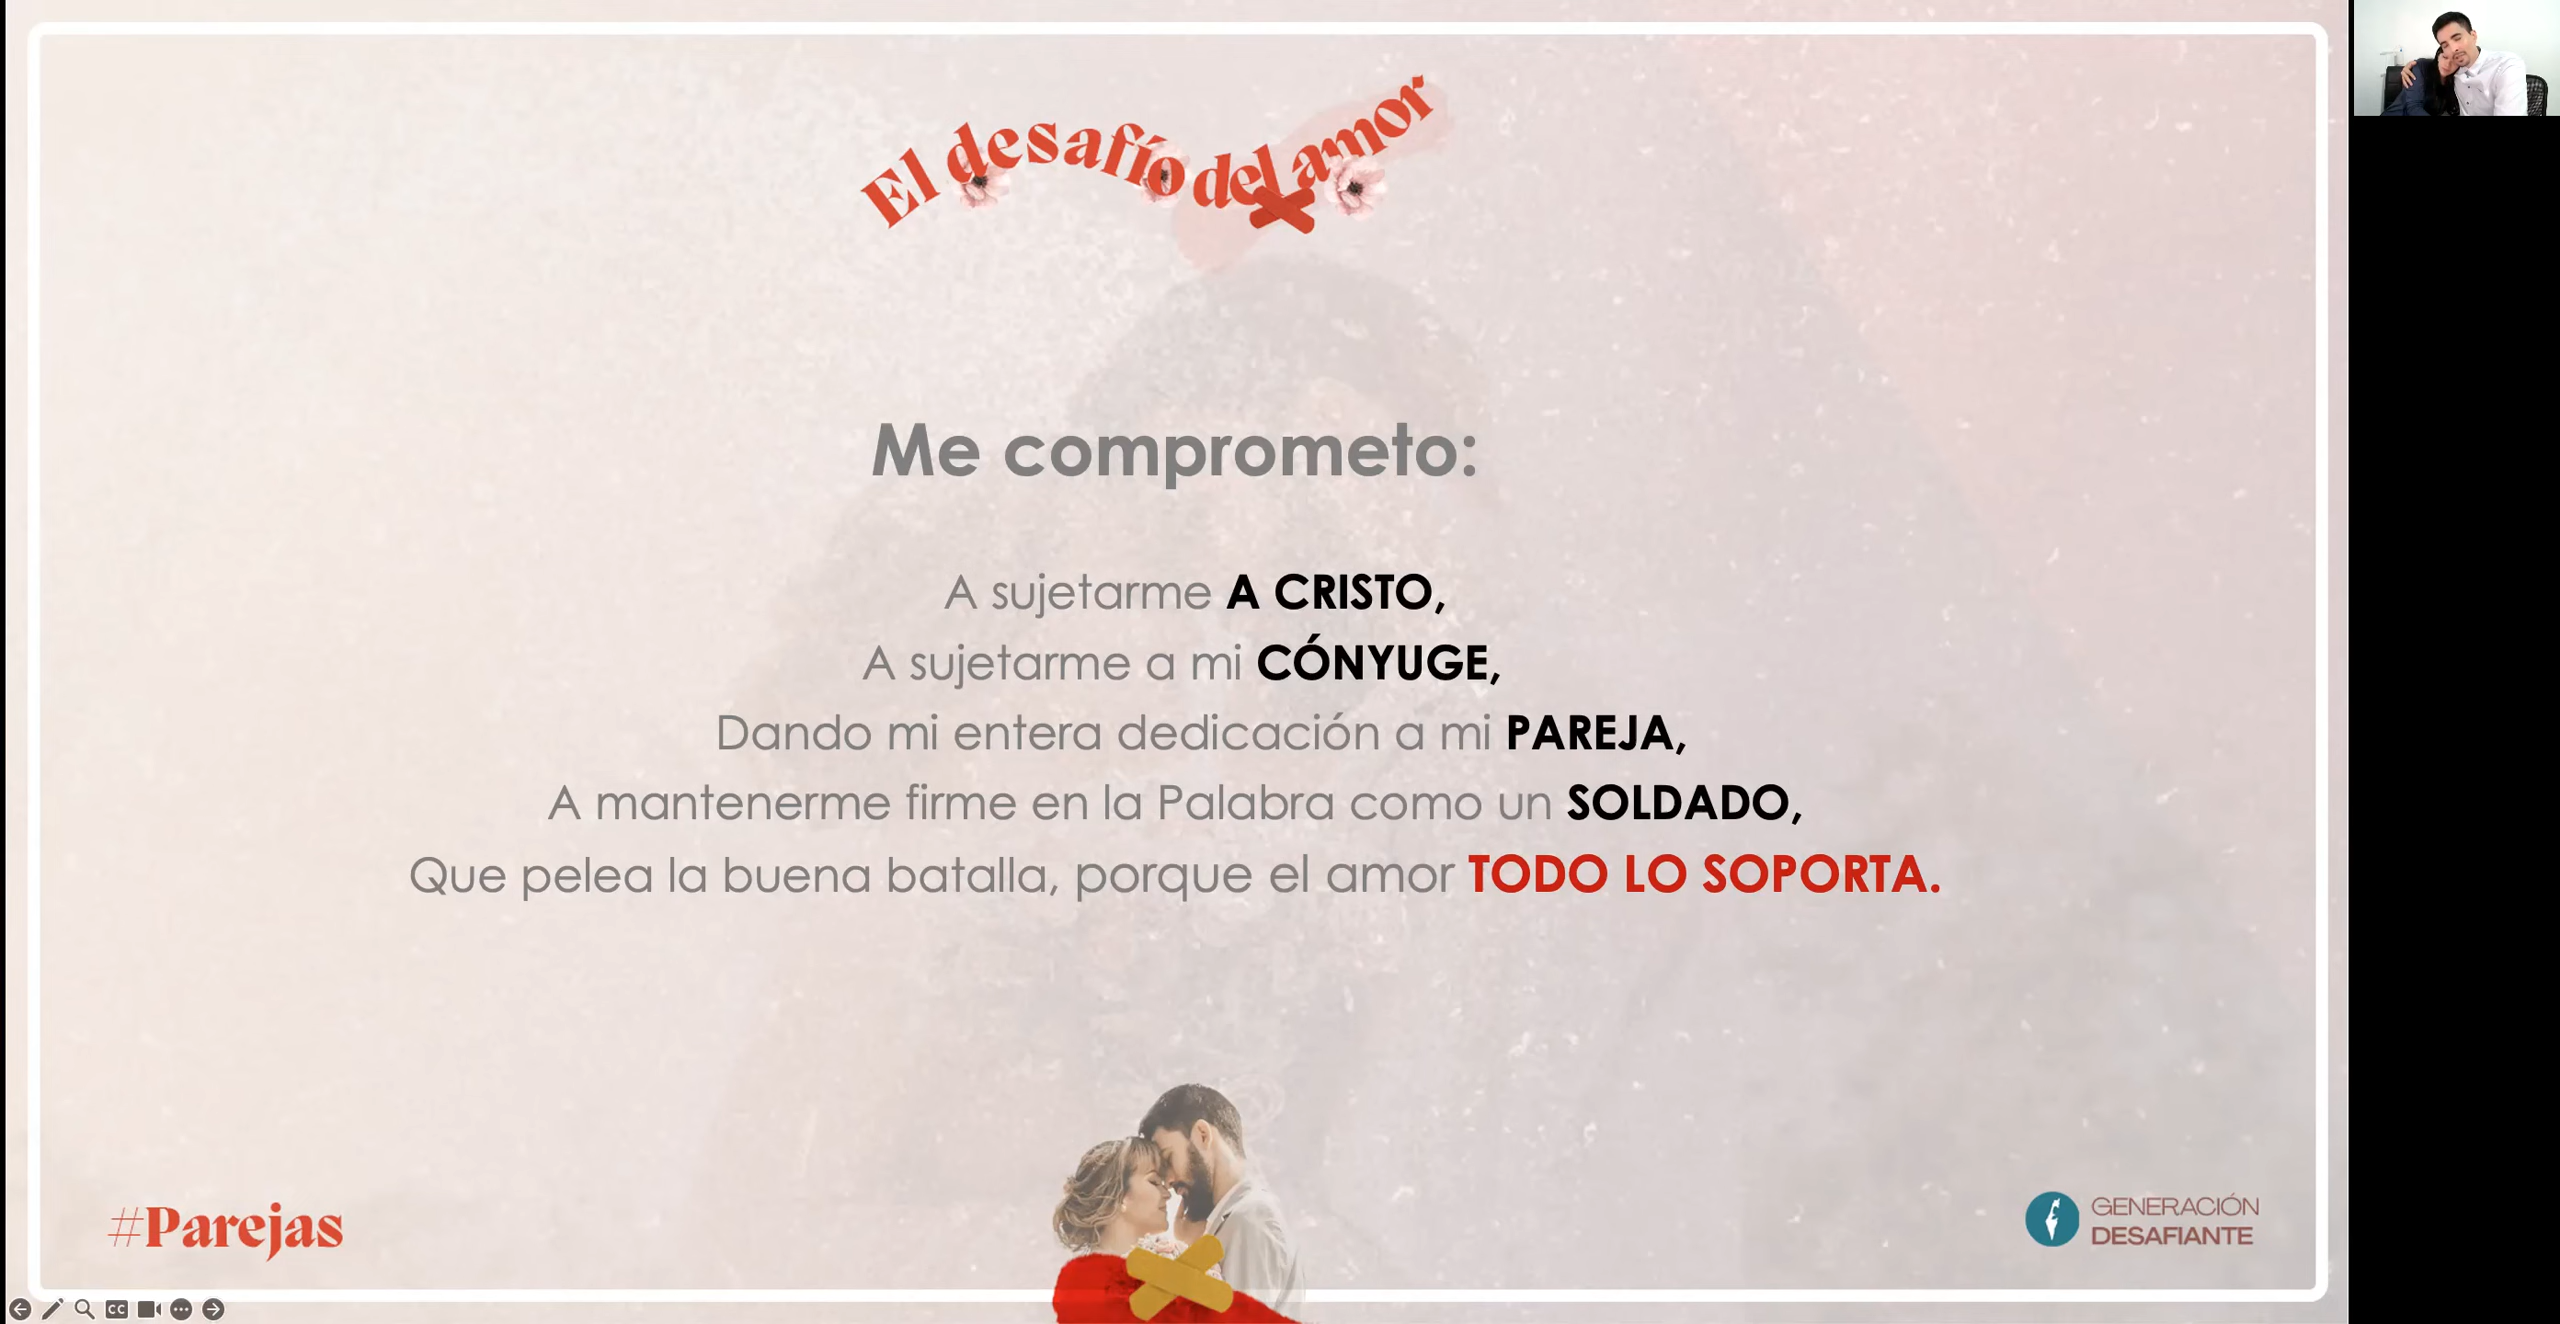 El desafío del amor
Me comprometo:
A sujetarme A CRISTO,
A sujetarme a mi CÓNYUGE,
Dando mi entera dedicación a mi PAREJA,
A mantenerme firme en la Palabra como un SOLDADO,
Que pelea la buena batalla, porque el amor TODO LO SOPORTA.
#Parejas
GENERACIÓN
DESAFIANTE
CC